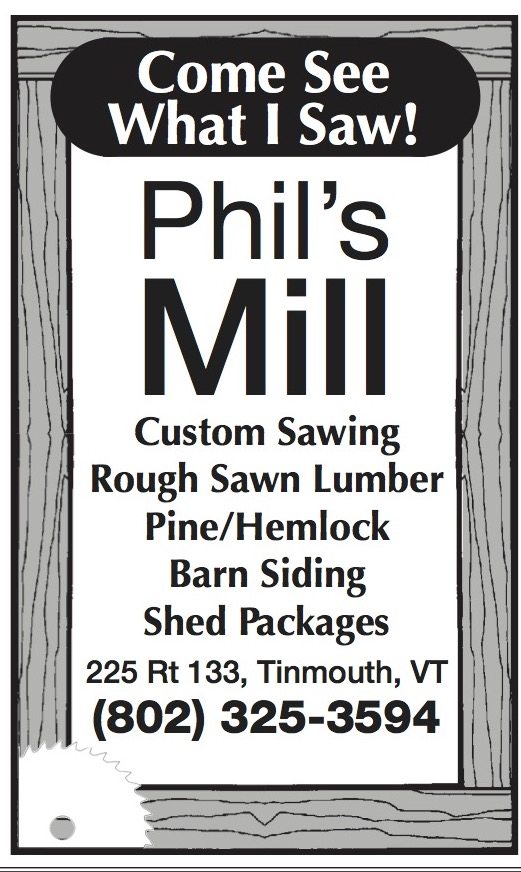 Come See
What I Saw!
Phil's
Mill
Custom Sawing
Rough Sawn Lumber
Pine/Hemlock
Barn Siding
Shed Packages
225 Rt 133, Tinmouth, VT
(802) 325-3594